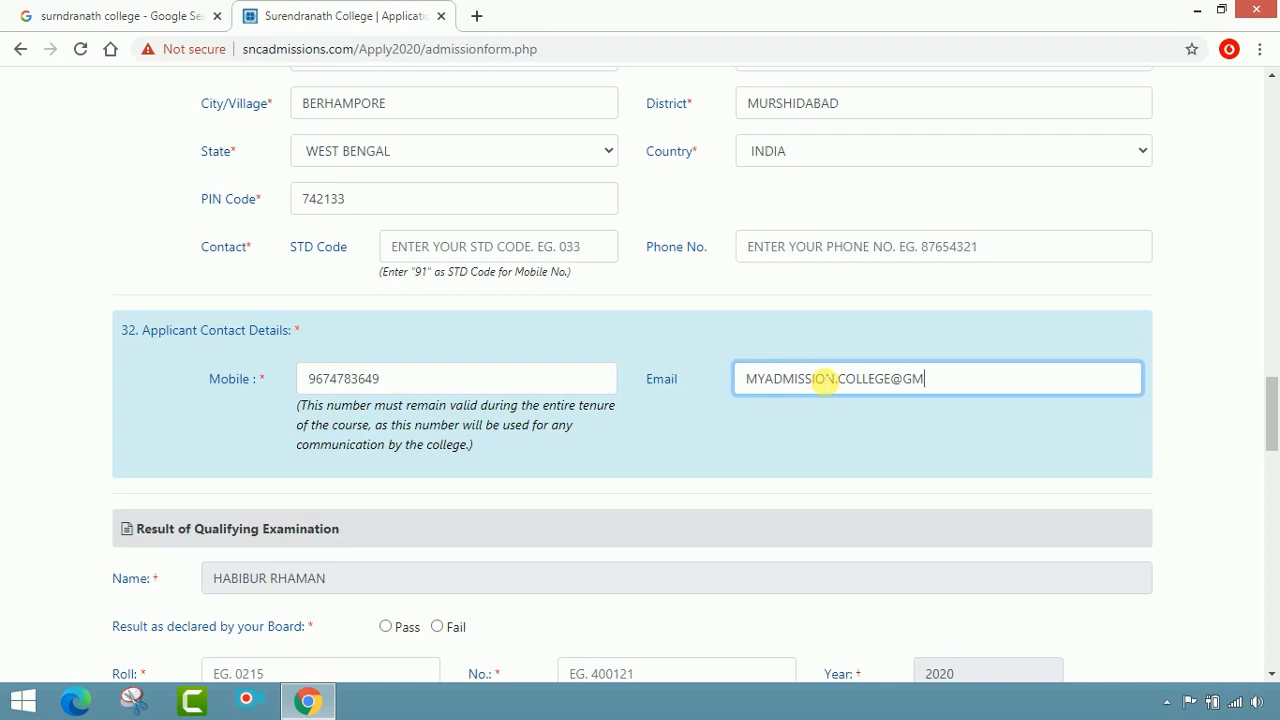 surndranath college - Google Se
Surendranath College | Applicati
Not secure
sncadmissions.com/Apply2020/admissionform.php
City/Village* BERHAMPORE District* MURSHIDABAD
State* WEST BENGAL Country* INDIA
PIN Code* 742133
Contact* STD Code ENTER YOUR STD CODE. EG. 033 Phone No. ENTER YOUR PHONE NO. EG. 87654321
(Enter "91" as STD Code for Mobile No.)
32. Applicant Contact Details: *
Mobile : * 9674783649 Email MYADMISSION.COLLEGE@GM
(This number must remain valid during the entire tenure
of the course, as this number will be used for any
communication by the college.)
Result of Qualifying Examination
Name: * HABIBUR RHAMAN
Result as declared by your Board: * Pass Fail
Roll: * EG. 0215 No.: * EG. 400121 Year: * 2020